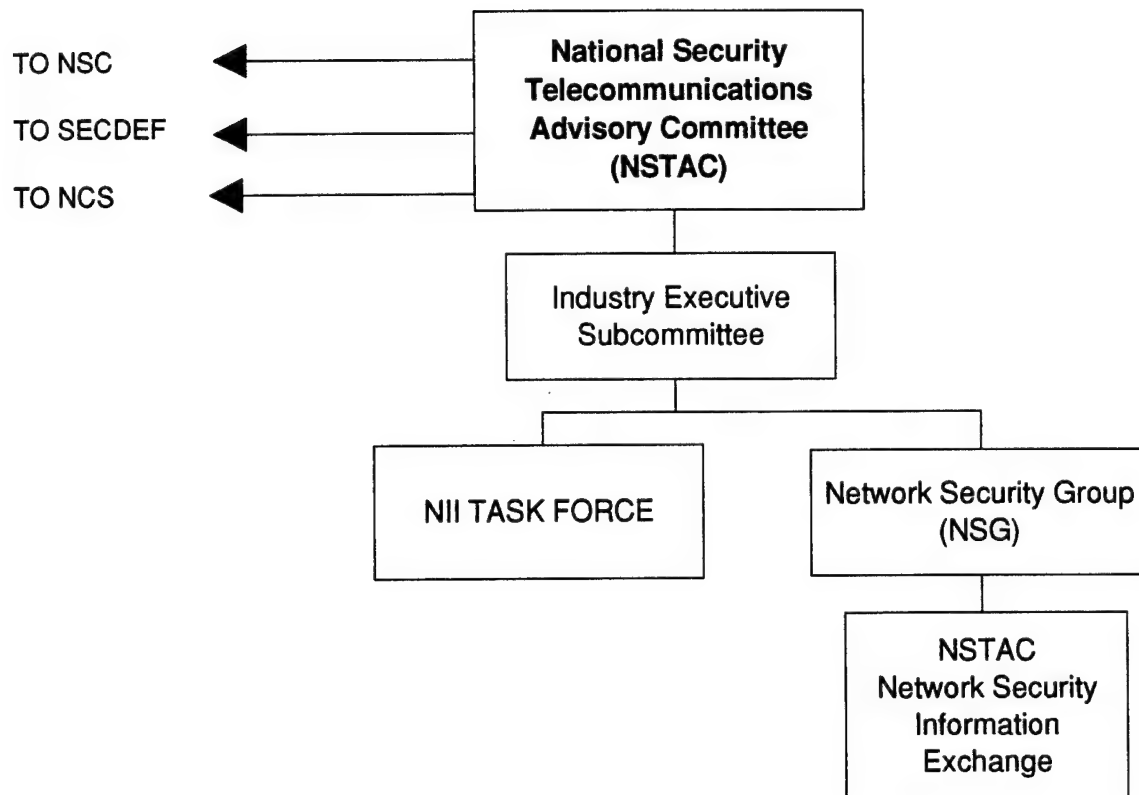 TO NSC
TO SECDEF
TO NCS
National Security
Telecommunications
Advisory Committee
(NSTAC)
Industry Executive
Subcommittee
NII TASK FORCE
Network Security Group
(NSG)
NSTAC
Network Security
Information
Exchange